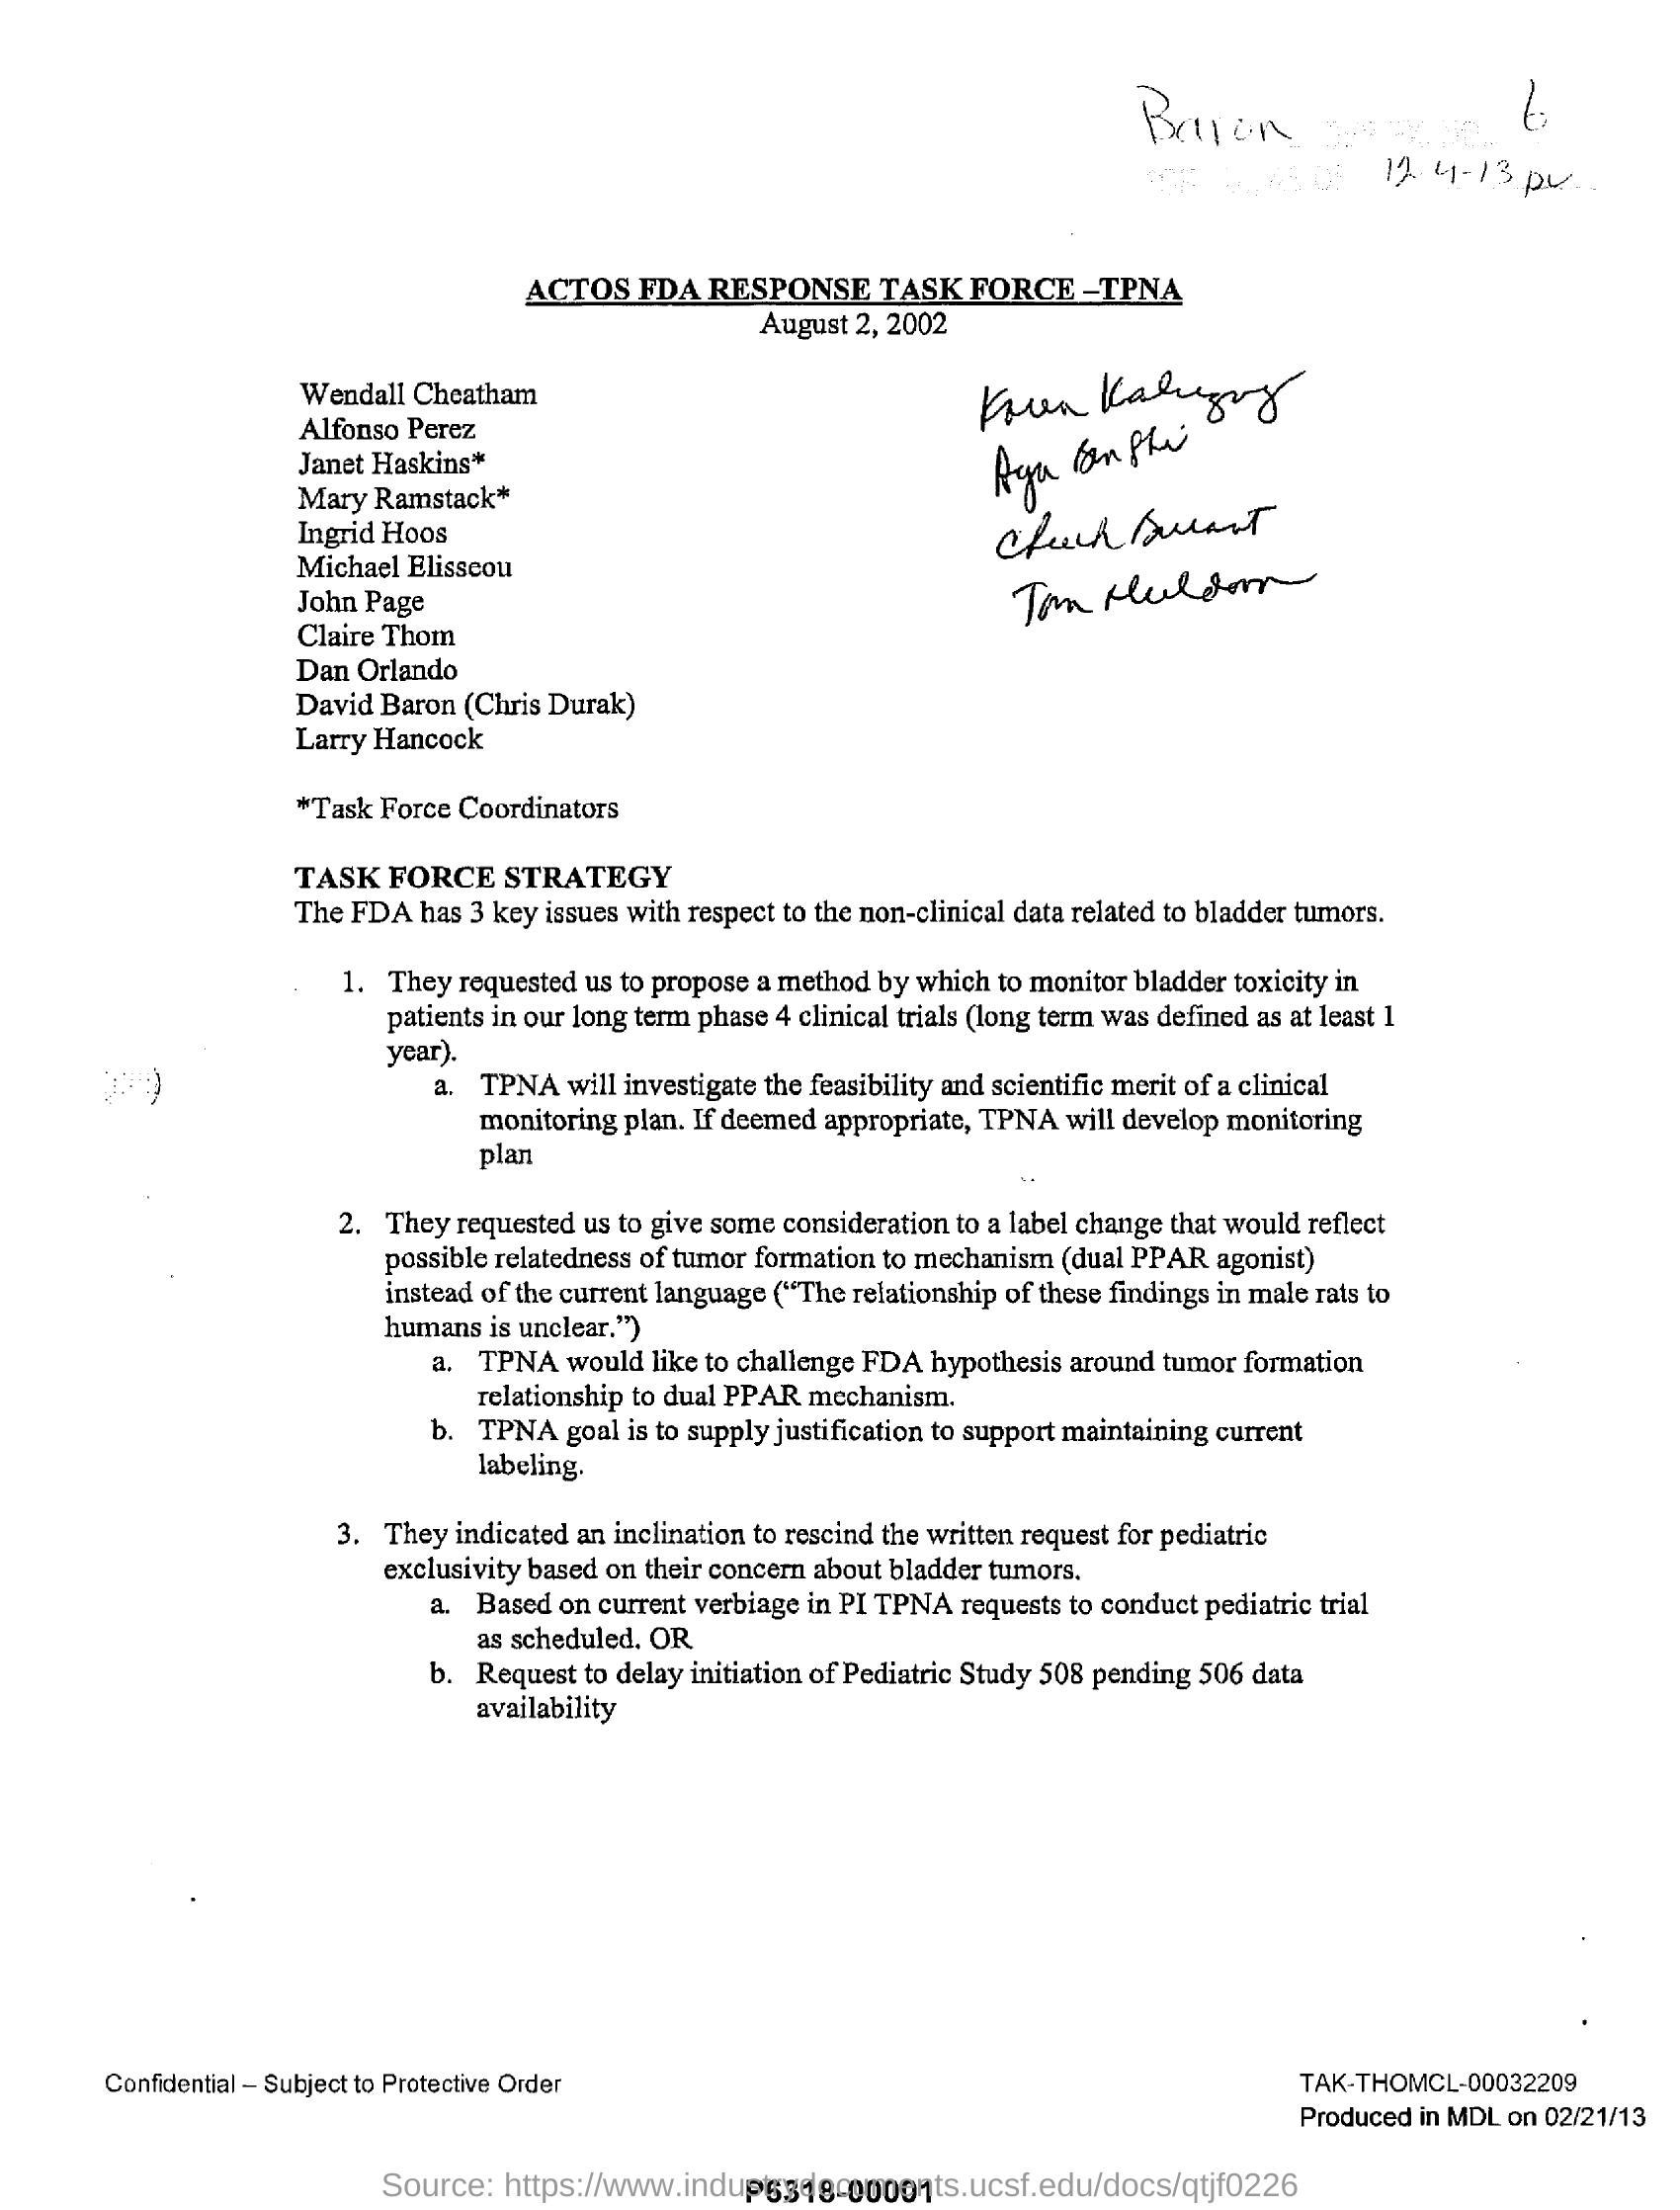 Baron 6
12-4-13 pv
ACTOS FDA RESPONSE TASK FORCE –TPNA
August 2, 2002
Wendall Cheatham
Alfonso Perez
Janet Haskins*
Mary Ramstack*
Ingrid Hoos
Michael Elisseou
John Page
Claire Thom
Dan Orlando
David Baron (Chris Durak)
Larry Hancock
Tom
*Task Force Coordinators
TASK FORCE STRATEGY
The FDA has 3 key issues with respect to the non-clinical data related to bladder tumors.
1. They requested us to propose a method by which to monitor bladder toxicity in
patients in our long term phase 4 clinical trials (long term was defined as at least 1
year).
a. TPNA will investigate the feasibility and scientific merit of a clinical
monitoring plan. If deemed appropriate, TPNA will develop monitoring
plan
2. They requested us to give some consideration to a label change that would reflect
possible relatedness of tumor formation to mechanism (dual PPAR agonist)
instead of the current language (“The relationship of these findings in male rats to
humans is unclear.”)
a. TPNA would like to challenge FDA hypothesis around tumor formation
relationship to dual PPAR mechanism.
b. TPNA goal is to supply justification to support maintaining current
labeling.
3. They indicated an inclination to rescind the written request for pediatric
exclusivity based on their concern about bladder tumors.
a. Based on current verbiage in PI TPNA requests to conduct pediatric trial
as scheduled. OR
b. Request to delay initiation of Pediatric Study 508 pending 506 data
availability
Confidential – Subject to Protective Order
TAK-THOMCL-00032209
Produced in MDL on 02/21/13
Source: https://www.industrydocuments.ucsf.edu/docs/qtjf0226
P6318-00001